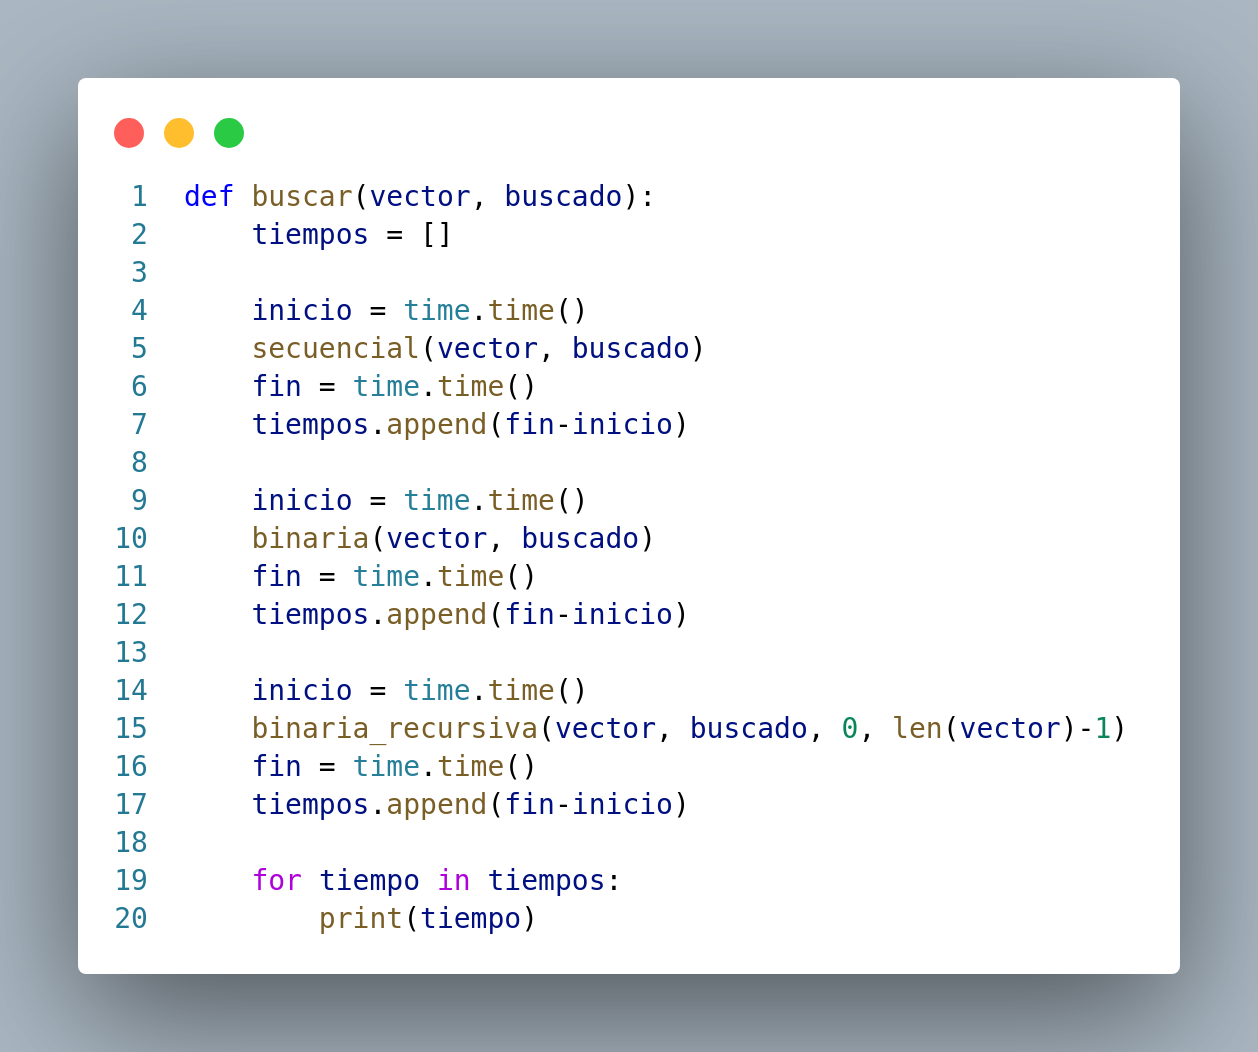 1 def buscar(vector, buscado):
2     tiempos = []
3
4     inicio = time.time()
5     secuencial(vector, buscado)
6     fin = time.time()
7     tiempos.append(fin-inicio)
8
9     inicio = time.time()
10     binaria(vector, buscado)
11     fin = time.time()
12     tiempos.append(fin-inicio)
13
14     inicio = time.time()
15     binaria_recursiva(vector, buscado, 0, len(vector)-1)
16     fin = time.time()
17     tiempos.append(fin-inicio)
18
19     for tiempo in tiempos:
20         print(tiempo)